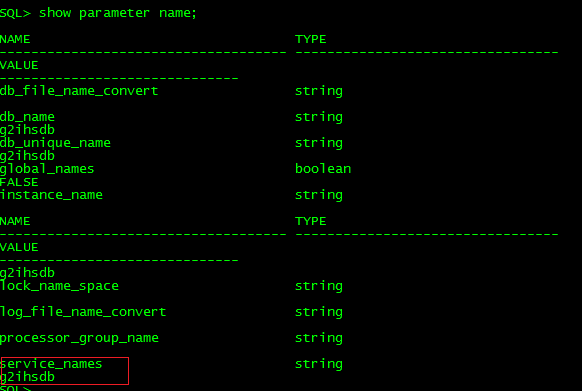 SQL> show parameter name;
NAME TYPE
------------------------------------ --------------------------------
VALUE
------------------------------
db_file_name_convert string
db_name string
g2ihsdb
db_unique_name string
g2ihsdb
global_names boolean
FALSE
instance_name string
NAME TYPE
------------------------------------ --------------------------------
VALUE
------------------------------
g2ihsdb
lock_name_space string
log_file_name_convert string
processor_group_name string
service_names string
g2ihsdb
SQL>